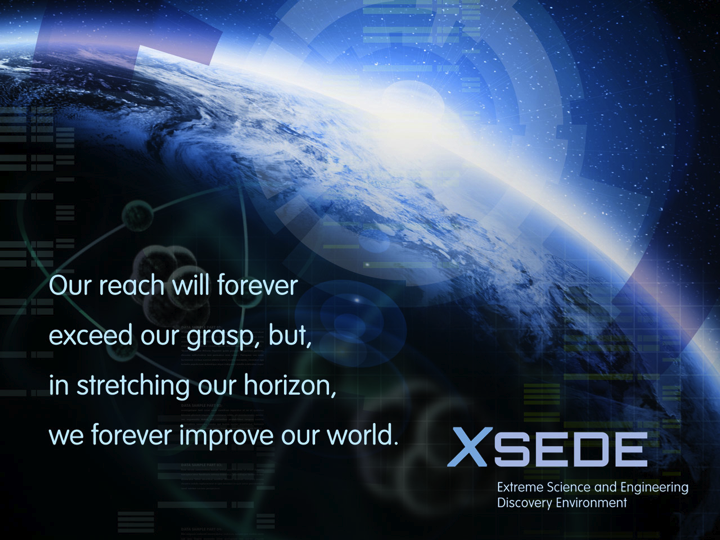 Our reach will forever
exceed our grasp, but,
in stretching our horizon,
we forever improve our world.
XSEDE
Extreme Science and Engineering
Discovery Environment